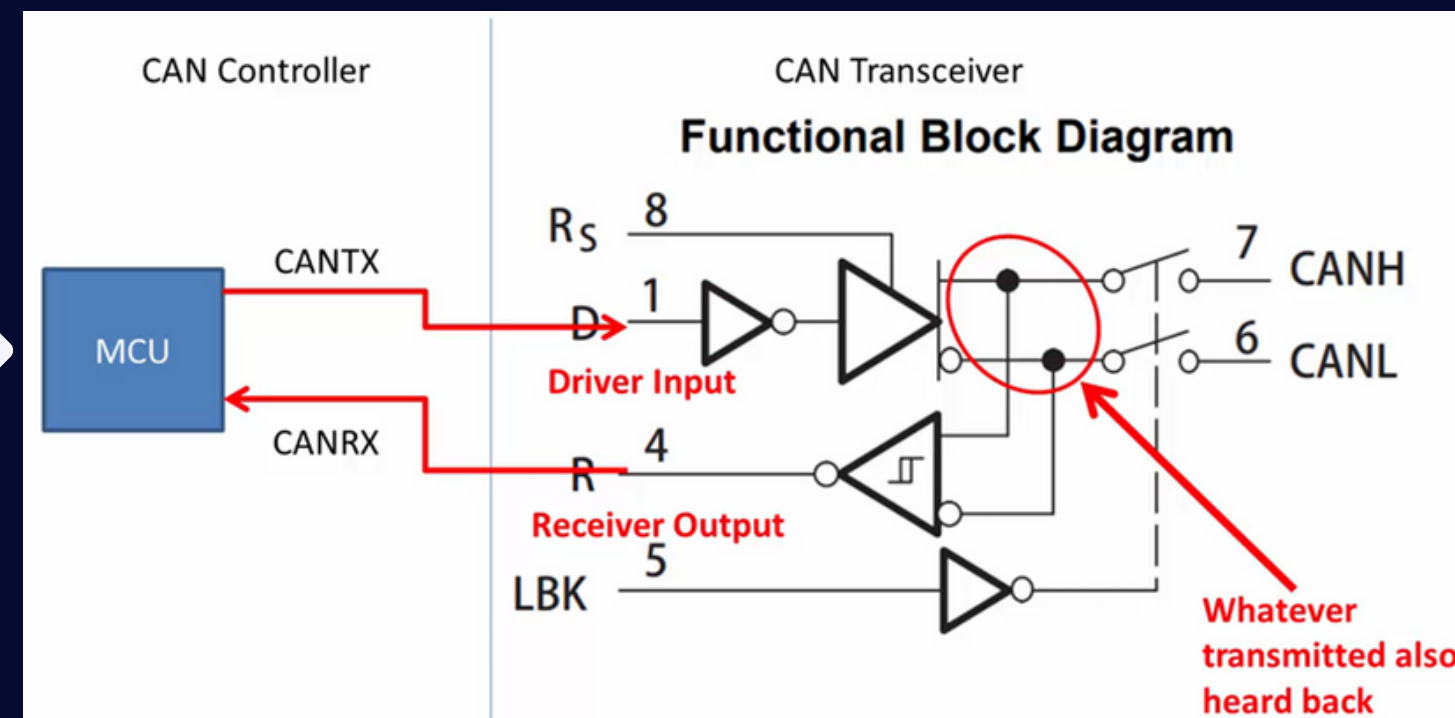 CAN Controller
CAN Transceiver
Functional Block Diagram
RS 8
CANTX
D 1
MCU
Driver Input
7 CANH
6 CANL
CANRX
R 4
Receiver Output
LBK 5
Whatever
transmitted also
heard back